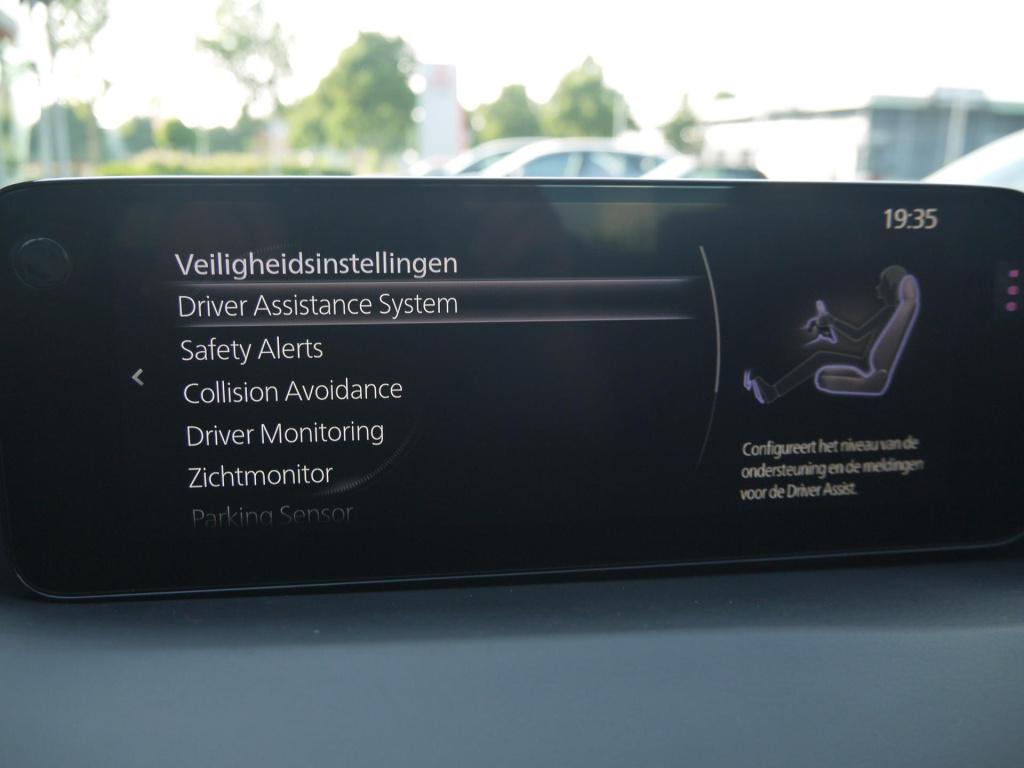 19:35
Veiligheidsinstellingen
Driver Assistance System
Safety Alerts
Collision Avoidance
Driver Monitoring
Zichtmonitor
Parking Sensor
Configureert het niveau van de
ondersteuning en de meldingen
voor de Driver Assist.